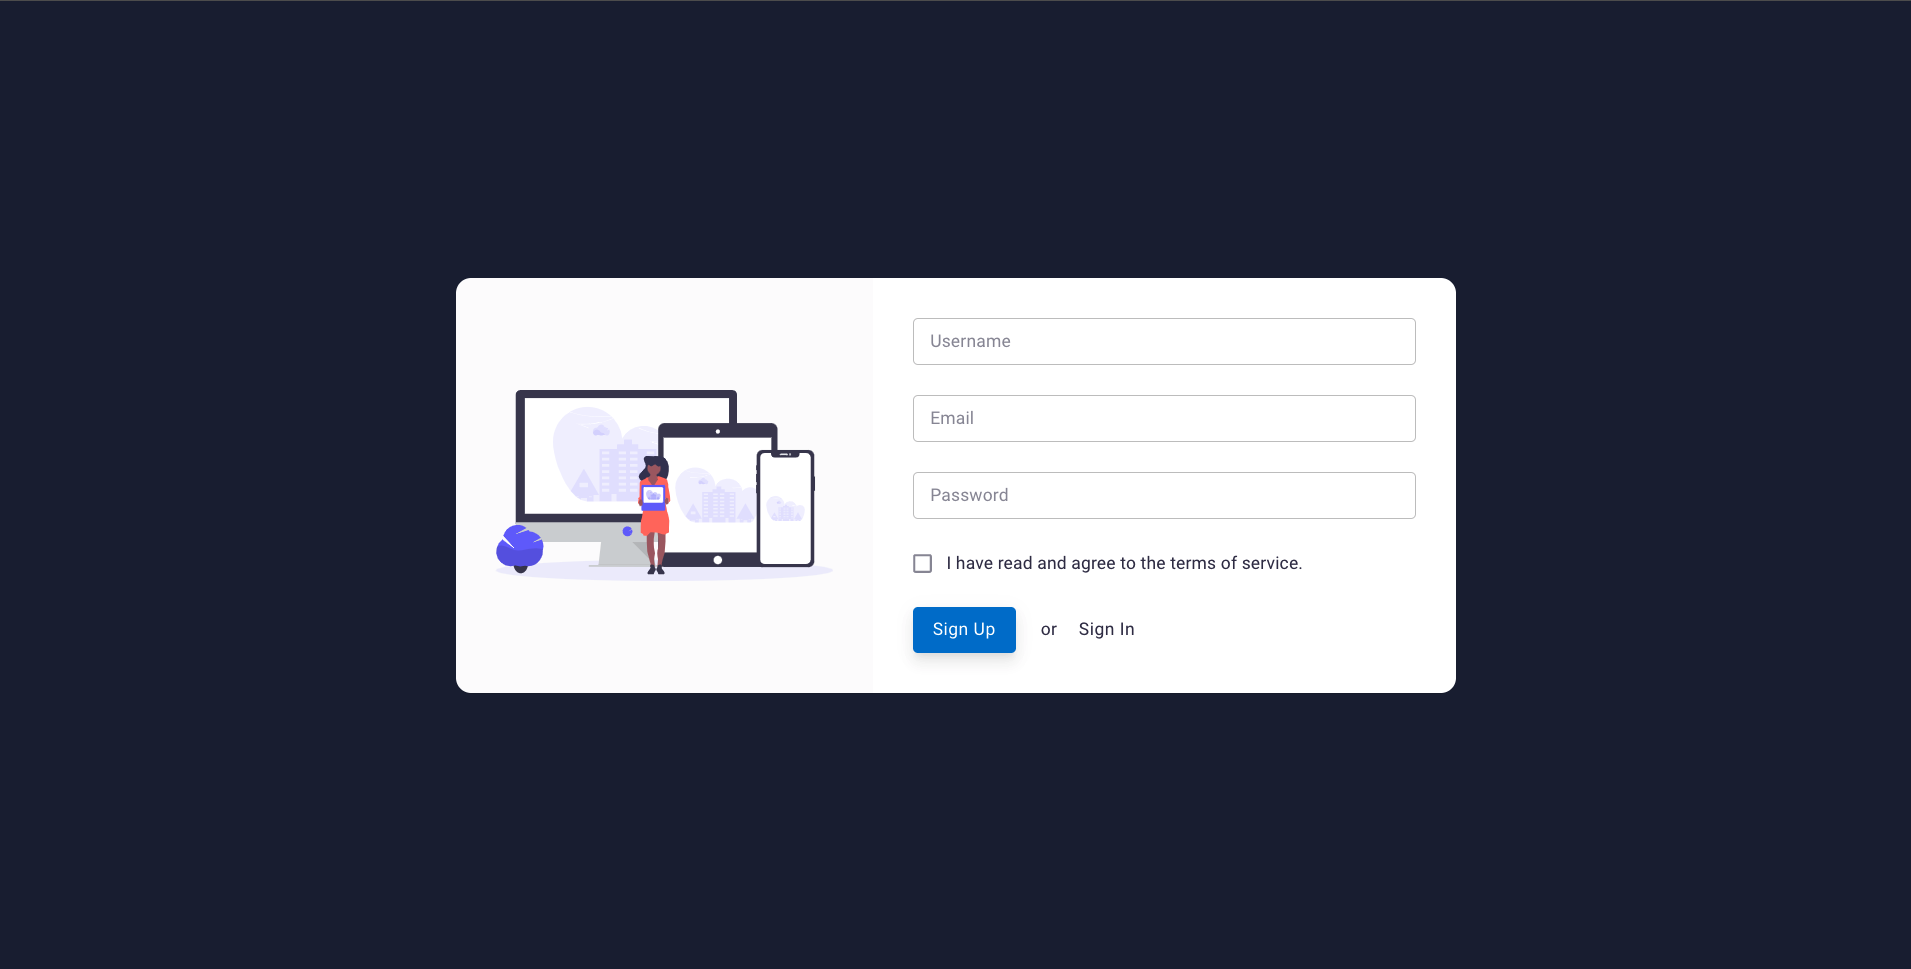 Username
Email
Password
I have read and agree to the terms of service.
Sign Up or Sign In